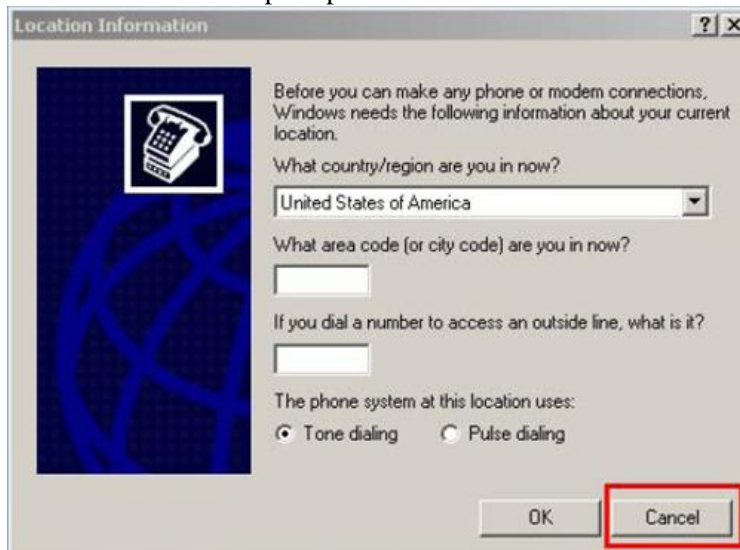 Location Information
Before you can make any phone or modem connections,
Windows needs the following information about your current
location.
What country/region are you in now?
United States of America
What area code (or city code) are you in now?
If you dial a number to access an outside line, what is it?
The phone system at this location uses:
Tone dialing Pulse dialing
OK Cancel